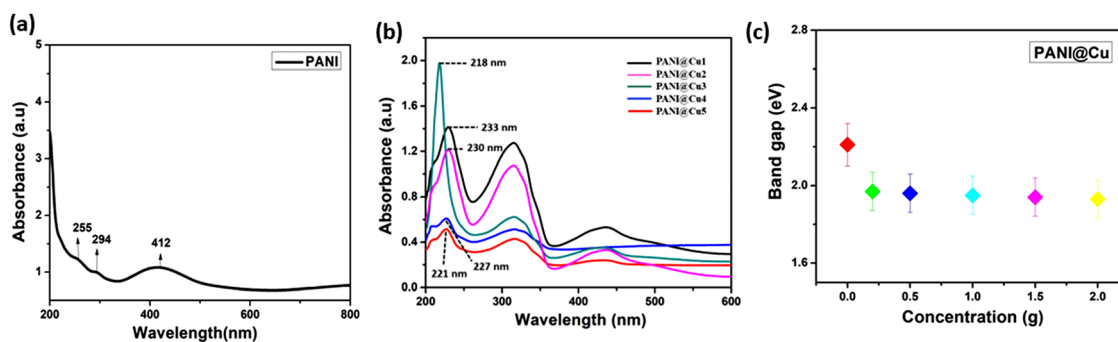 (a)
5
4
3
2
1
Absorbance (a.u)
PANI
255
294
412
200
300
400
500
600
700
800
Wavelength(nm)
(b)
2.0
1.6
1.2
0.8
0.4
0.0
Absorbance (a.u)
218 nm
233 nm
230 nm
227 nm
221 nm
PANI@Cu1
PANI@Cu2
PANI@Cu3
PANI@Cu4
PANI@Cu5
200
250
300
350
400
450
500
550
600
Wavelength (nm)
(c)
PANI@Cu
2.8
2.4
2.0
1.6
Band gap (eV)
0.0
0.5
1.0
1.5
2.0
Concentration (g)